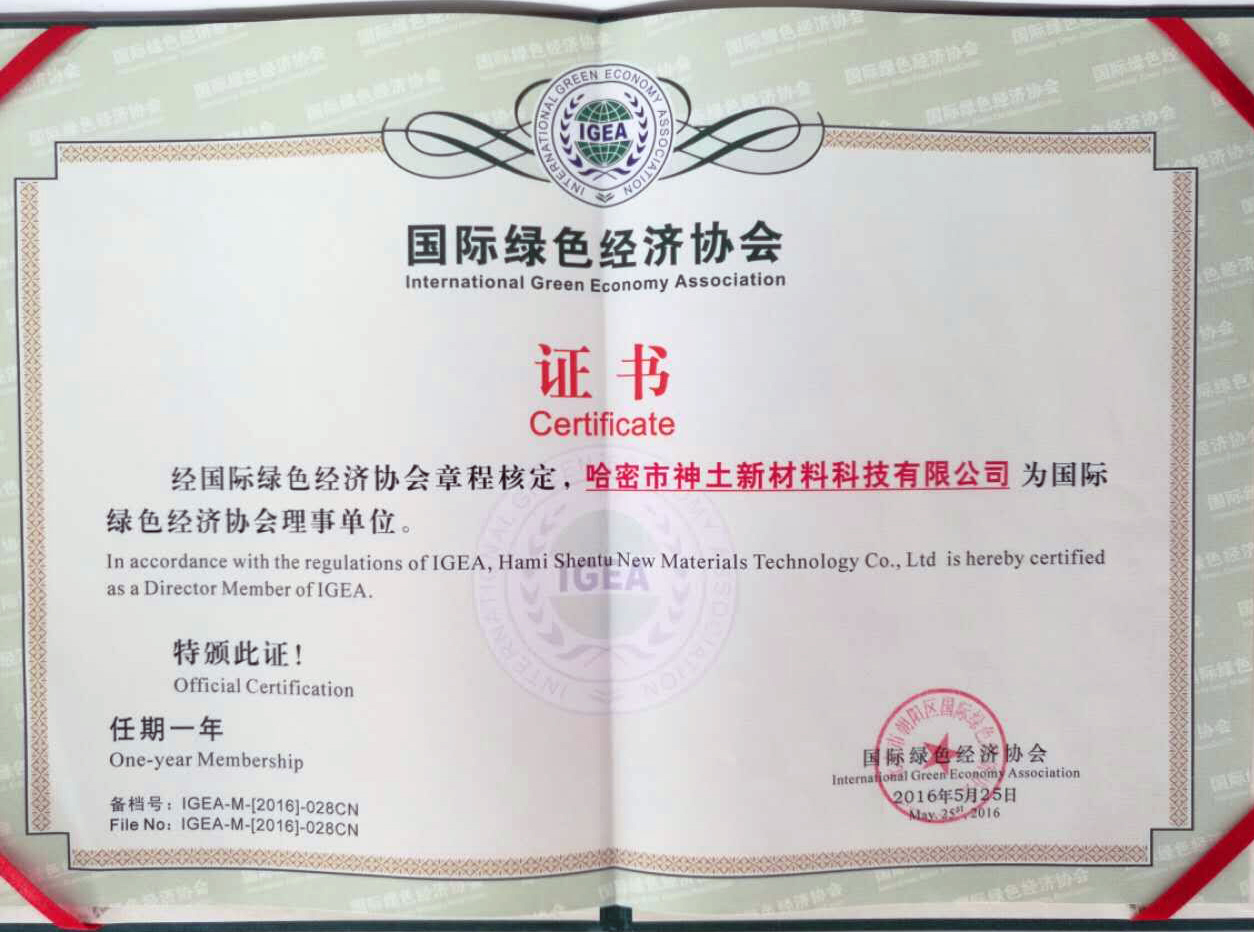 INTERNATIONAL GREEN ECONOMY ASSOCIATION
IGEA
国际绿色经济协会
International Green Economy Association
证书
Certificate
经国际绿色经济协会章程核定，哈密市神土新材料科技有限公司 为国际
绿色经济协会理事单位。
In accordance with the regulations of IGEA, Hami Shentu New Materials Technology Co., Ltd is hereby certified
as a Director Member of IGEA.
特颁此证！
Official Certification
任期一年
One-year Membership
备档号：IGEA-M-[2016]-028CN
File No：IGEA-M-[2016]-028CN
国际绿色经济协会
International Green Economy Association
2016年5月25日
May. 25st, 2016